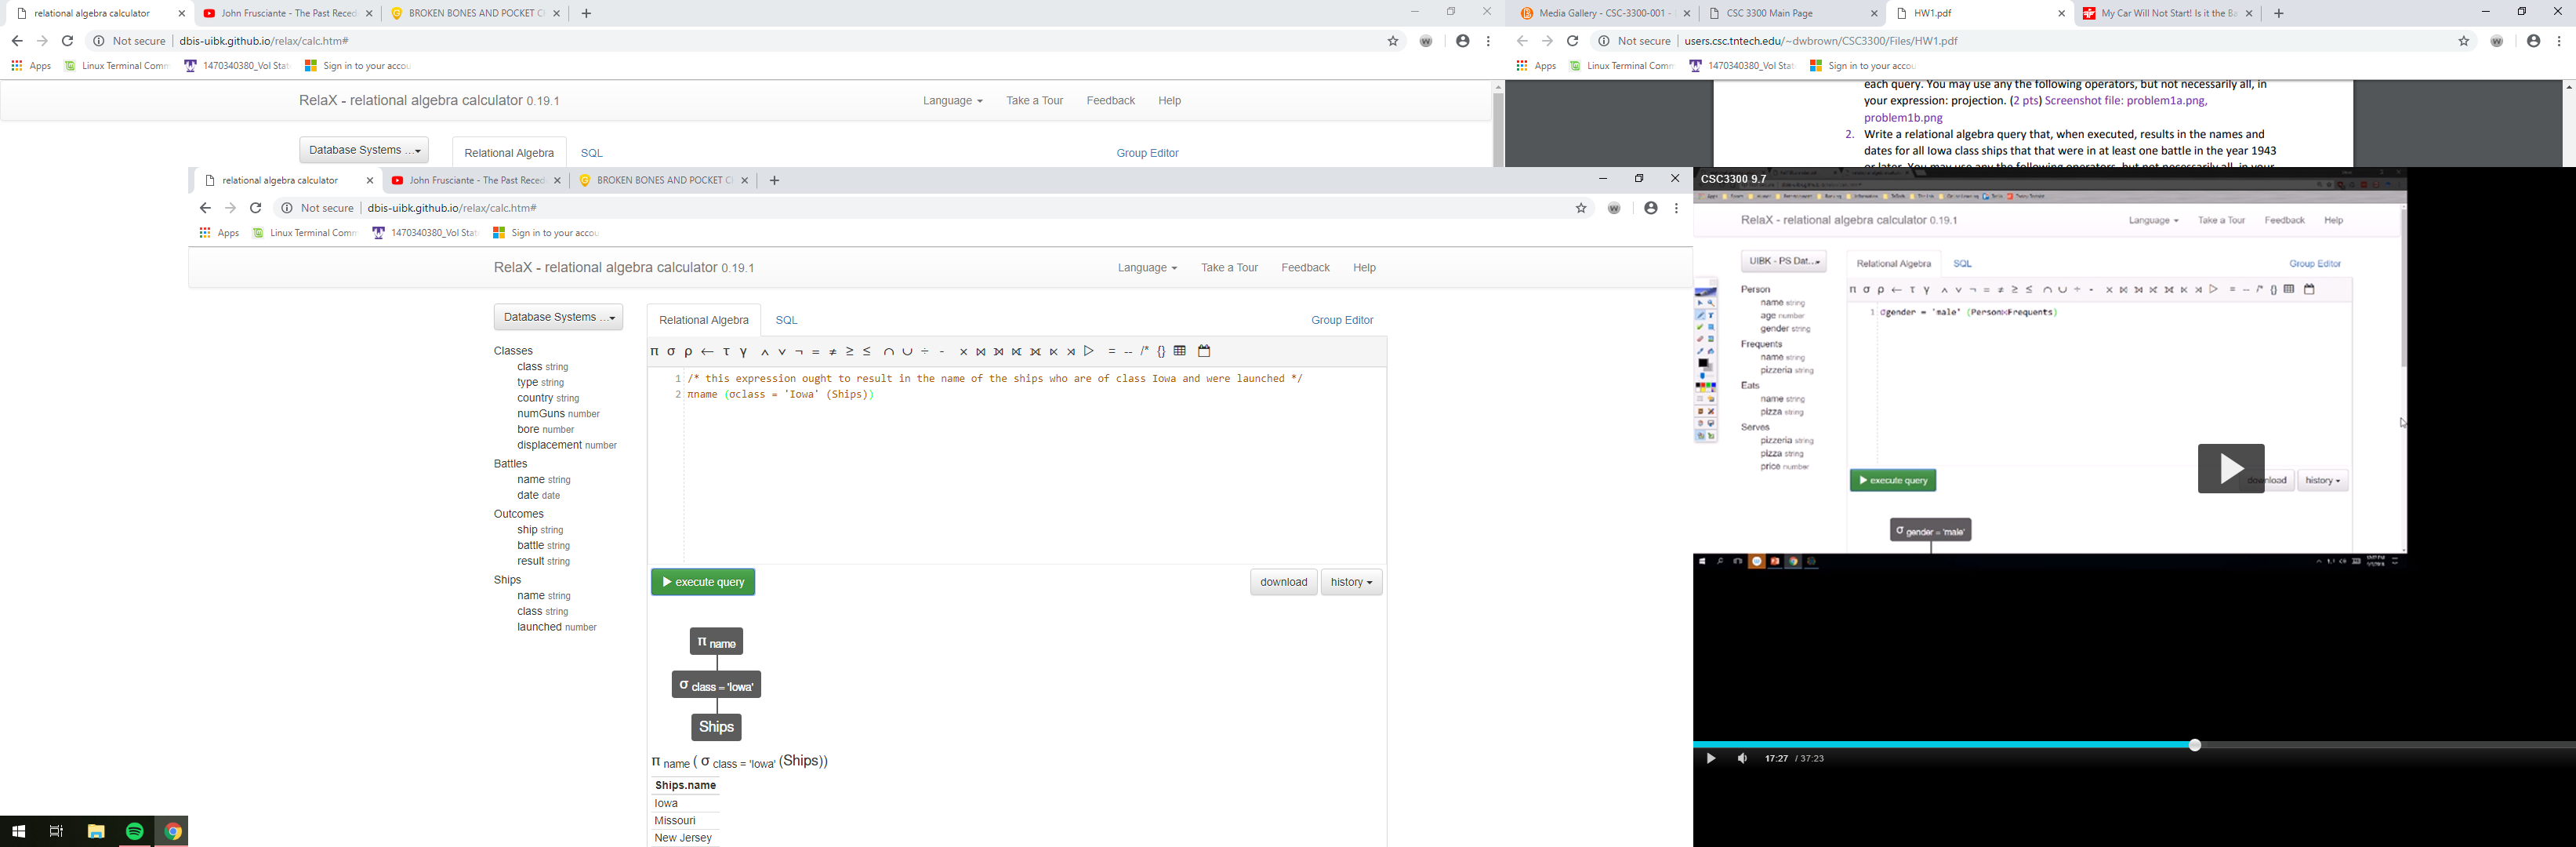 relational algebra calculator
John Frusciante - The Past Reced
BROKEN BONES AND POCKET C
Not secure | dbis-uibk.github.io/relax/calc.htm#
Apps Linux Terminal Comm 1470340380_Vol Stat Sign in to your accou
RelaX - relational algebra calculator 0.19.1
Language Take a Tour Feedback Help
Database Systems ... Relational Algebra SQL Group Editor
Media Gallery - CSC-3300-001 -
CSC 3300 Main Page
HW1.pdf
My Car Will Not Start! Is it the Ba
Not secure | users.csc.tntech.edu/~dwbrown/CSC3300/Files/HW1.pdf
Apps Linux Terminal Comm 1470340380_Vol Stat Sign in to your accou
each query. You may use any the following operators, but not necessarily all, in
your expression: projection. (2 pts) Screenshot file: problem1a.png,
problem1b.png
2. Write a relational algebra query that, when executed, results in the names and
dates for all Iowa class ships that that were in at least one battle in the year 1943
or later. You may use any the following operators, but not necessarily all, in your
relational algebra calculator
John Frusciante - The Past Reced
BROKEN BONES AND POCKET C
Not secure | dbis-uibk.github.io/relax/calc.htm#
Apps Linux Terminal Comm 1470340380_Vol Stat Sign in to your accou
RelaX - relational algebra calculator 0.19.1
Language Take a Tour Feedback Help
Database Systems ... Relational Algebra SQL Group Editor
Classes
class string
type string
country string
numGuns number
bore number
displacement number
Battles
name string
date date
Outcomes
ship string
battle string
result string
Ships
name string
class string
launched number
π σ ρ ← τ γ ∧ ∨ ¬ = ≠ ≥ ≤ ∩ ∪ ÷ - ⨯ ⋈ ⟕ ⟖ ⟗ ⋉ ⋊ ▷ = -- /* {}
1 /* this expression ought to result in the name of the ships who are of class Iowa and were launched */
2 πname (σclass = 'Iowa' (Ships))
execute query
download history
π name
σ class = 'Iowa'
Ships
π name ( σ class = 'Iowa' (Ships))
Ships.name
Iowa
Missouri
New Jersey
CSC3300 9.7
RelaX - relational algebra calculator 0.19.1
Language Take a Tour Feedback Help
UIBK - PS Dat... Relational Algebra SQL Group Editor
Person
name string
age number
gender string
Frequents
name string
pizzeria string
Eats
name string
pizza string
Serves
pizzeria string
pizza string
price number
π σ ρ ← τ γ ∧ ∨ ¬ = ≠ ≥ ≤ ∩ ∪ ÷ - ⨯ ⋈ ⟕ ⟖ ⟗ ⋉ ⋊ ▷ = -- /* {}
1 σgender = 'male' (Person⨯Frequents)
execute query
download history
σ gender = 'male'
17:27 / 37:23